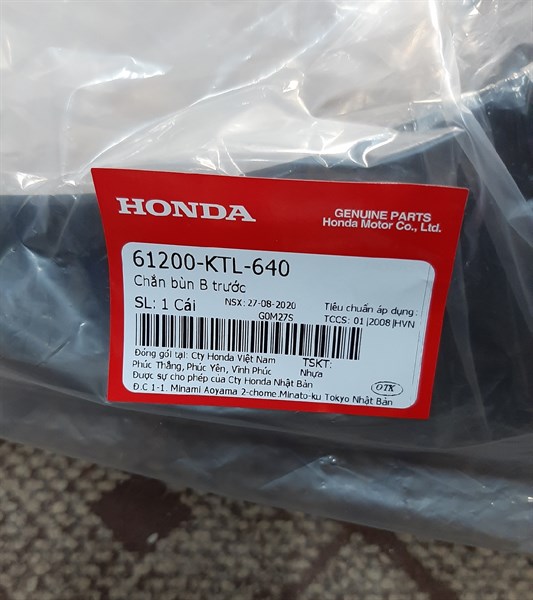 HONDA
GENUINE PARTS
Honda Motor Co., Ltd.
61200-KTL-640
Chắn bùn B trước
SL: 1 Cái
NSX: 27-08-2020
G0M27S
Tiêu chuẩn áp dụng :
TCCS: 01|2008|HVN
Đóng gói tại: Cty Honda Việt Nam
Phúc Thắng, Phúc Yên, Vĩnh Phúc
TSKT:
Nhựa
Được sự cho phép của Cty Honda Nhật Bản
Đ.C 1-1. Minami Aoyama 2-chome.Minato-ku Tokyo Nhật Bản
OTK